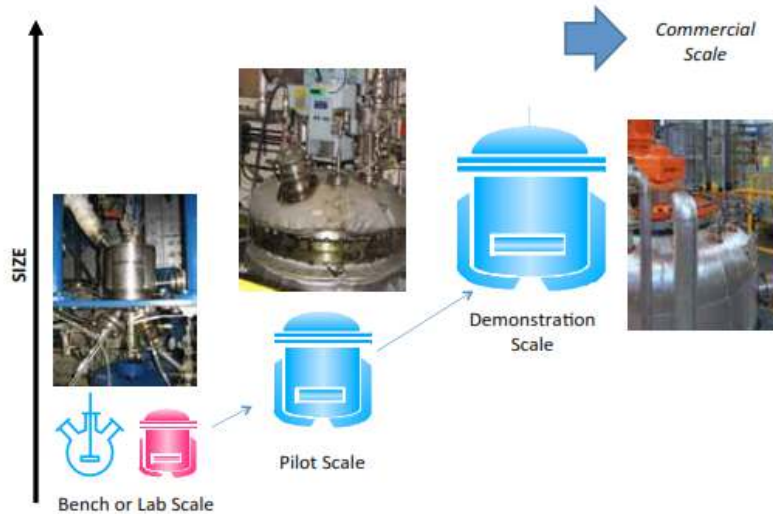 Commercial
Scale
SIZE
Demonstration
Scale
Pilot Scale
Bench or Lab Scale